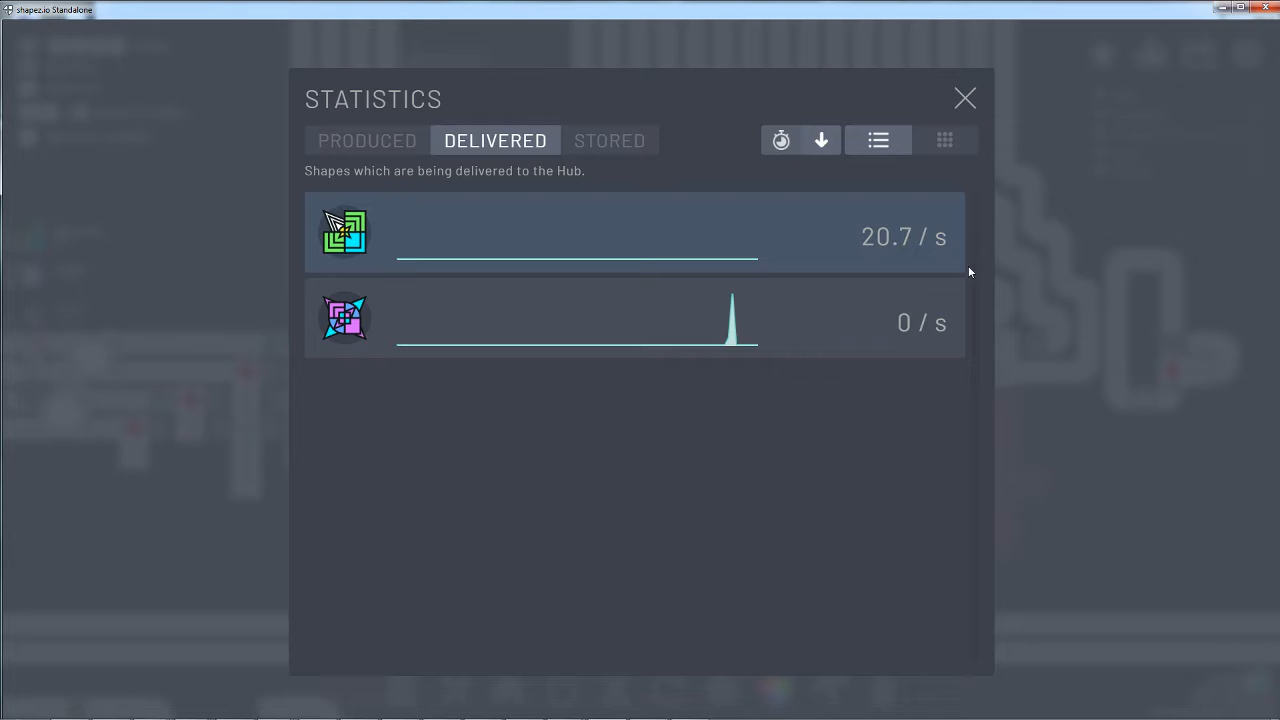 shapez.io Standalone
STATISTICS
PRODUCED DELIVERED STORED
Shapes which are being delivered to the Hub.
20.7 / s
0 / s